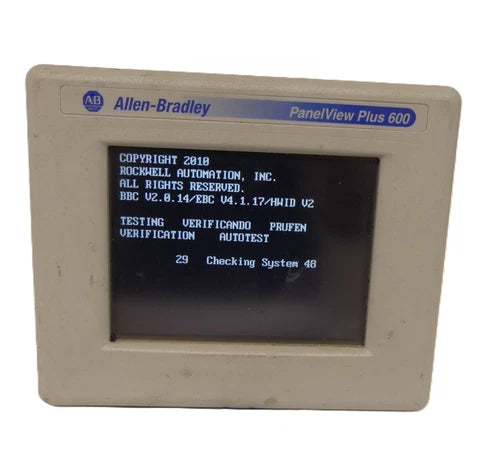 AB Allen-Bradley
PanelView Plus 600
COPYRIGHT 2010
ROCKWELL AUTOMATION, INC.
ALL RIGHTS RESERVED.
BBC V2.0.14/EBC V4.1.17/HWID V2
TESTING VERIFICANDO PRUFEN
VERIFICATION AUTOTEST
29 Checking System 48